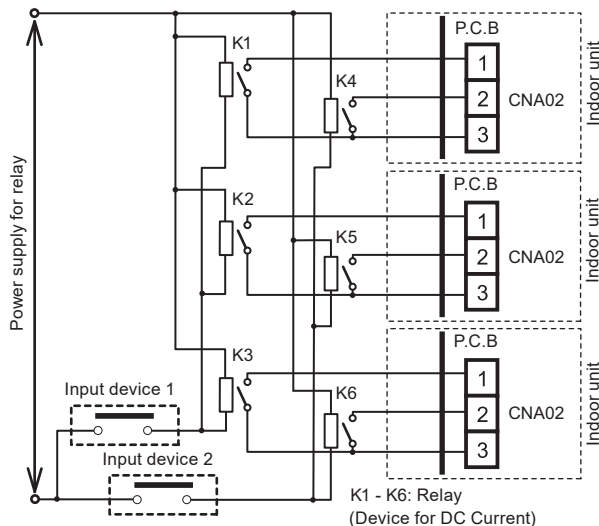 Power supply for relay
K1
K4
P.C.B
1
2
3
CNA02
Indoor unit
K2
K5
P.C.B
1
2
3
CNA02
Indoor unit
K3
K6
P.C.B
1
2
3
CNA02
Indoor unit
Input device 1
Input device 2
K1 - K6: Relay
(Device for DC Current)